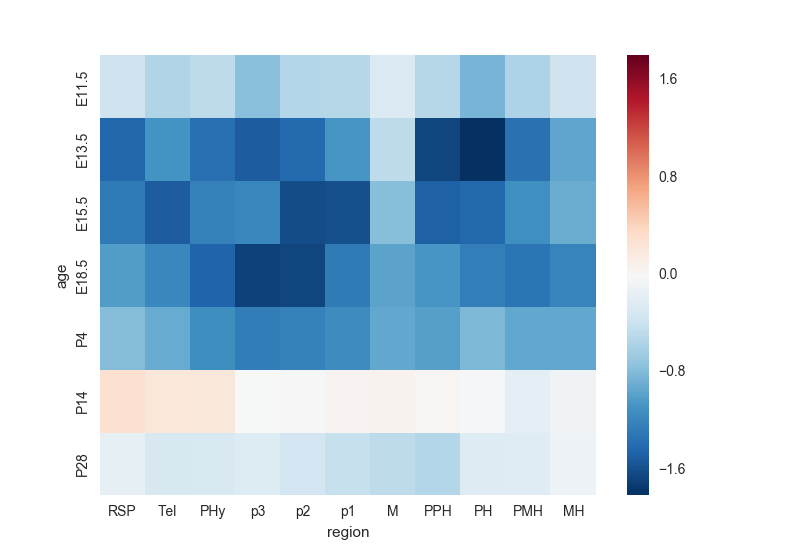 E11.5
E13.5
E15.5
E18.5
P4
P14
P28
age
RSP Tel PHy p3 p2 p1 M PPH PH PMH MH
region
1.6
0.8
0.0
−0.8
−1.6